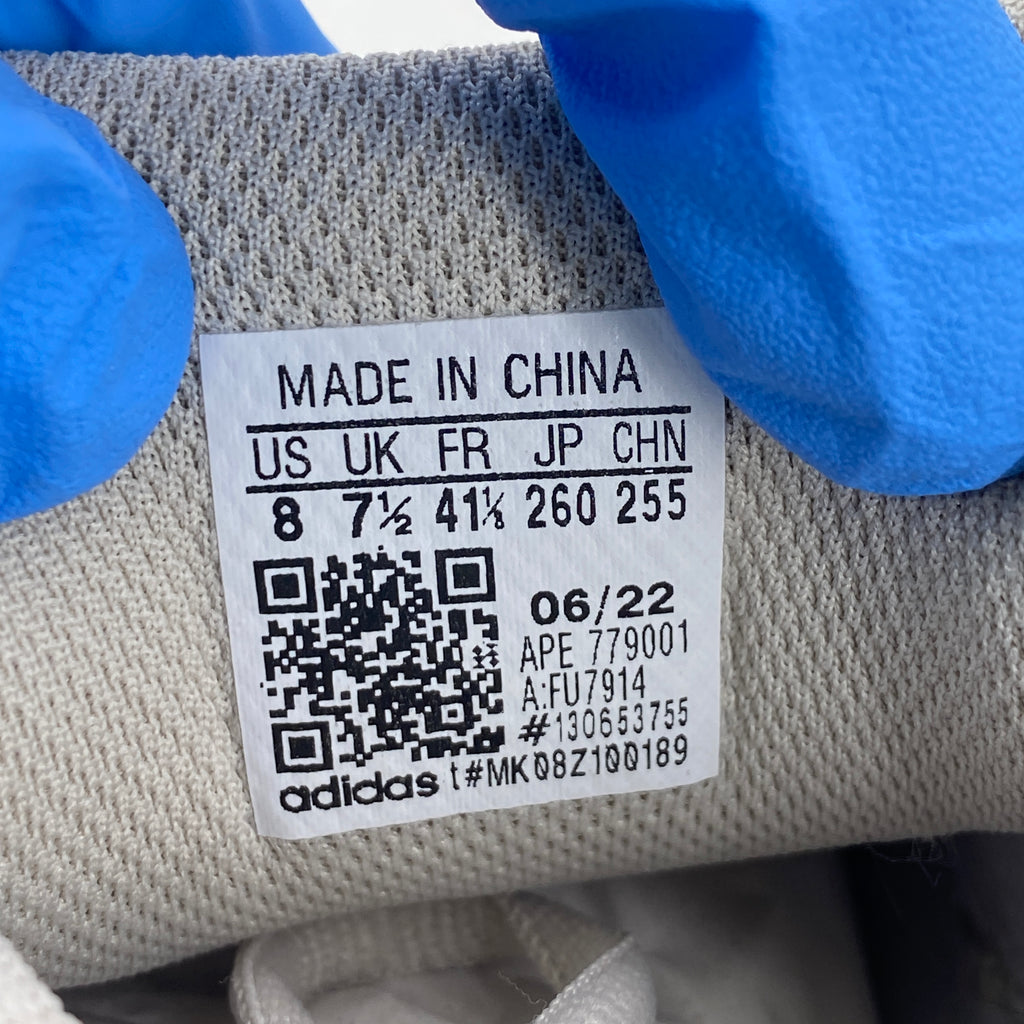 MADE IN CHINA
US UK FR JP CHN
8 7½ 41⅓ 260 255
06/22
APE 779001
A:FU7914
#130653755
adidas t#MK08Z100189